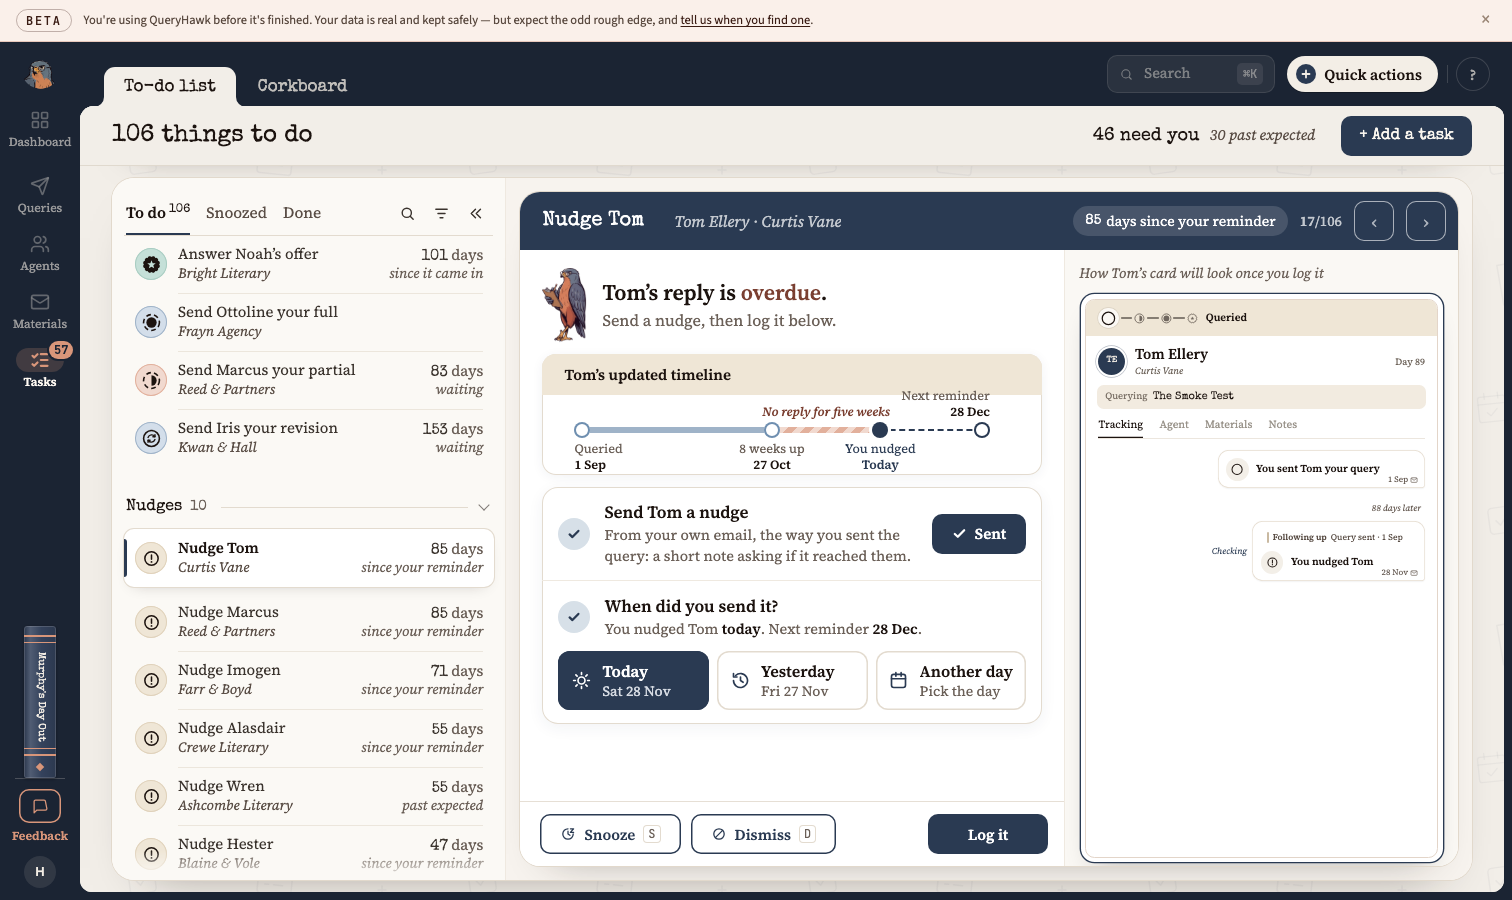 BETA
You're using QueryHawk before it's finished. Your data is real and kept safely — but expect the odd rough edge, and tell us when you find one.
×
To-do list
Corkboard
Search
⌘K
+ Quick actions
?
Dashboard
Queries
Agents
Materials
57
Tasks
Murphy's Day Out
Feedback
H
106 things to do
46 need you
30 past expected
+ Add a task
To do 106
Snoozed
Done
Answer Noah's offer
101 days
Bright Literary
since it came in
Send Ottoline your full
Frayn Agency
Send Marcus your partial
83 days
Reed & Partners
waiting
Send Iris your revision
153 days
Kwan & Hall
waiting
Nudges 10
Nudge Tom
85 days
Curtis Vane
since your reminder
Nudge Marcus
85 days
Reed & Partners
since your reminder
Nudge Imogen
71 days
Farr & Boyd
since your reminder
Nudge Alasdair
55 days
Crewe Literary
since your reminder
Nudge Wren
55 days
Ashcombe Literary
past expected
Nudge Hester
47 days
Blaine & Vole
since your reminder
Nudge Tom
Tom Ellery · Curtis Vane
85 days since your reminder
17/106
Tom's reply is overdue.
Send a nudge, then log it below.
Tom's updated timeline
Next reminder
No reply for five weeks
28 Dec
Queried
8 weeks up
You nudged
1 Sep
27 Oct
Today
Send Tom a nudge
From your own email, the way you sent the
query: a short note asking if it reached them.
Sent
When did you send it?
You nudged Tom today. Next reminder 28 Dec.
Today
Sat 28 Nov
Yesterday
Fri 27 Nov
Another day
Pick the day
Snooze S
Dismiss D
Log it
How Tom's card will look once you log it
Queried
TE
Tom Ellery
Curtis Vane
Day 89
Querying The Smoke Test
Tracking
Agent
Materials
Notes
You sent Tom your query
1 Sep
88 days later
Checking
Following up Query sent · 1 Sep
You nudged Tom
28 Nov